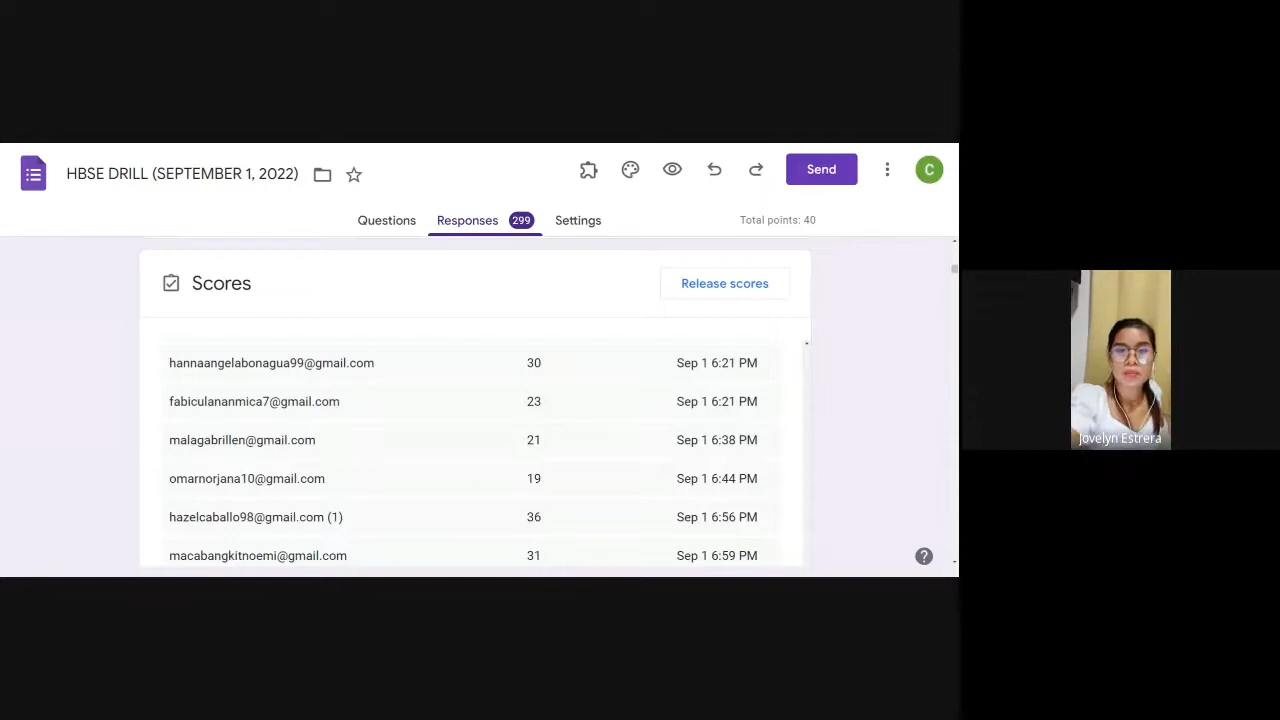 HBSE DRILL (SEPTEMBER 1, 2022)
Send
C
Questions Responses 299 Settings Total points: 40
Scores
Release scores
hannaangelabonagua99@gmail.com 30 Sep 1 6:21 PM
fabiculananmica7@gmail.com 23 Sep 1 6:21 PM
malagabrillen@gmail.com 21 Sep 1 6:38 PM
omarnorjana10@gmail.com 19 Sep 1 6:44 PM
hazelcaballo98@gmail.com (1) 36 Sep 1 6:56 PM
macabangkitnoemi@gmail.com 31 Sep 1 6:59 PM
Jovelyn Estrera